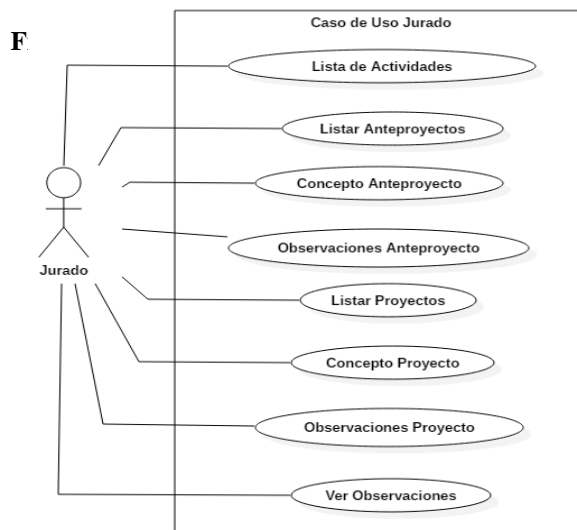 Caso de Uso Jurado
F
Lista de Actividades
Listar Anteproyectos
Concepto Anteproyecto
Observaciones Anteproyecto
Jurado
Listar Proyectos
Concepto Proyecto
Observaciones Proyecto
Ver Observaciones